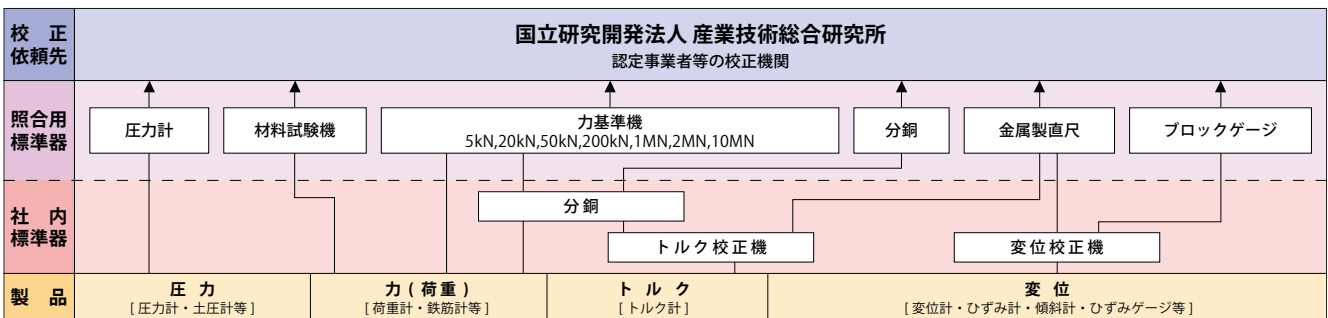 校 正
依頼先
国立研究開発法人 産業技術総合研究所
認定事業者等の校正機関
照合用
標準器
圧力計
材料試験機
力基準機
5kN,20kN,50kN,200kN,1MN,2MN,10MN
分銅
金属製直尺
ブロックゲージ
社 内
標準器
分銅
トルク校正機
変位校正機
製 品
圧 力
[ 圧力計・土圧計等 ]
力 ( 荷重 )
[ 荷重計・鉄筋計等 ]
ト ル ク
[ トルク計 ]
変 位
[ 変位計・ひずみ計・傾斜計・ひずみゲージ等 ]